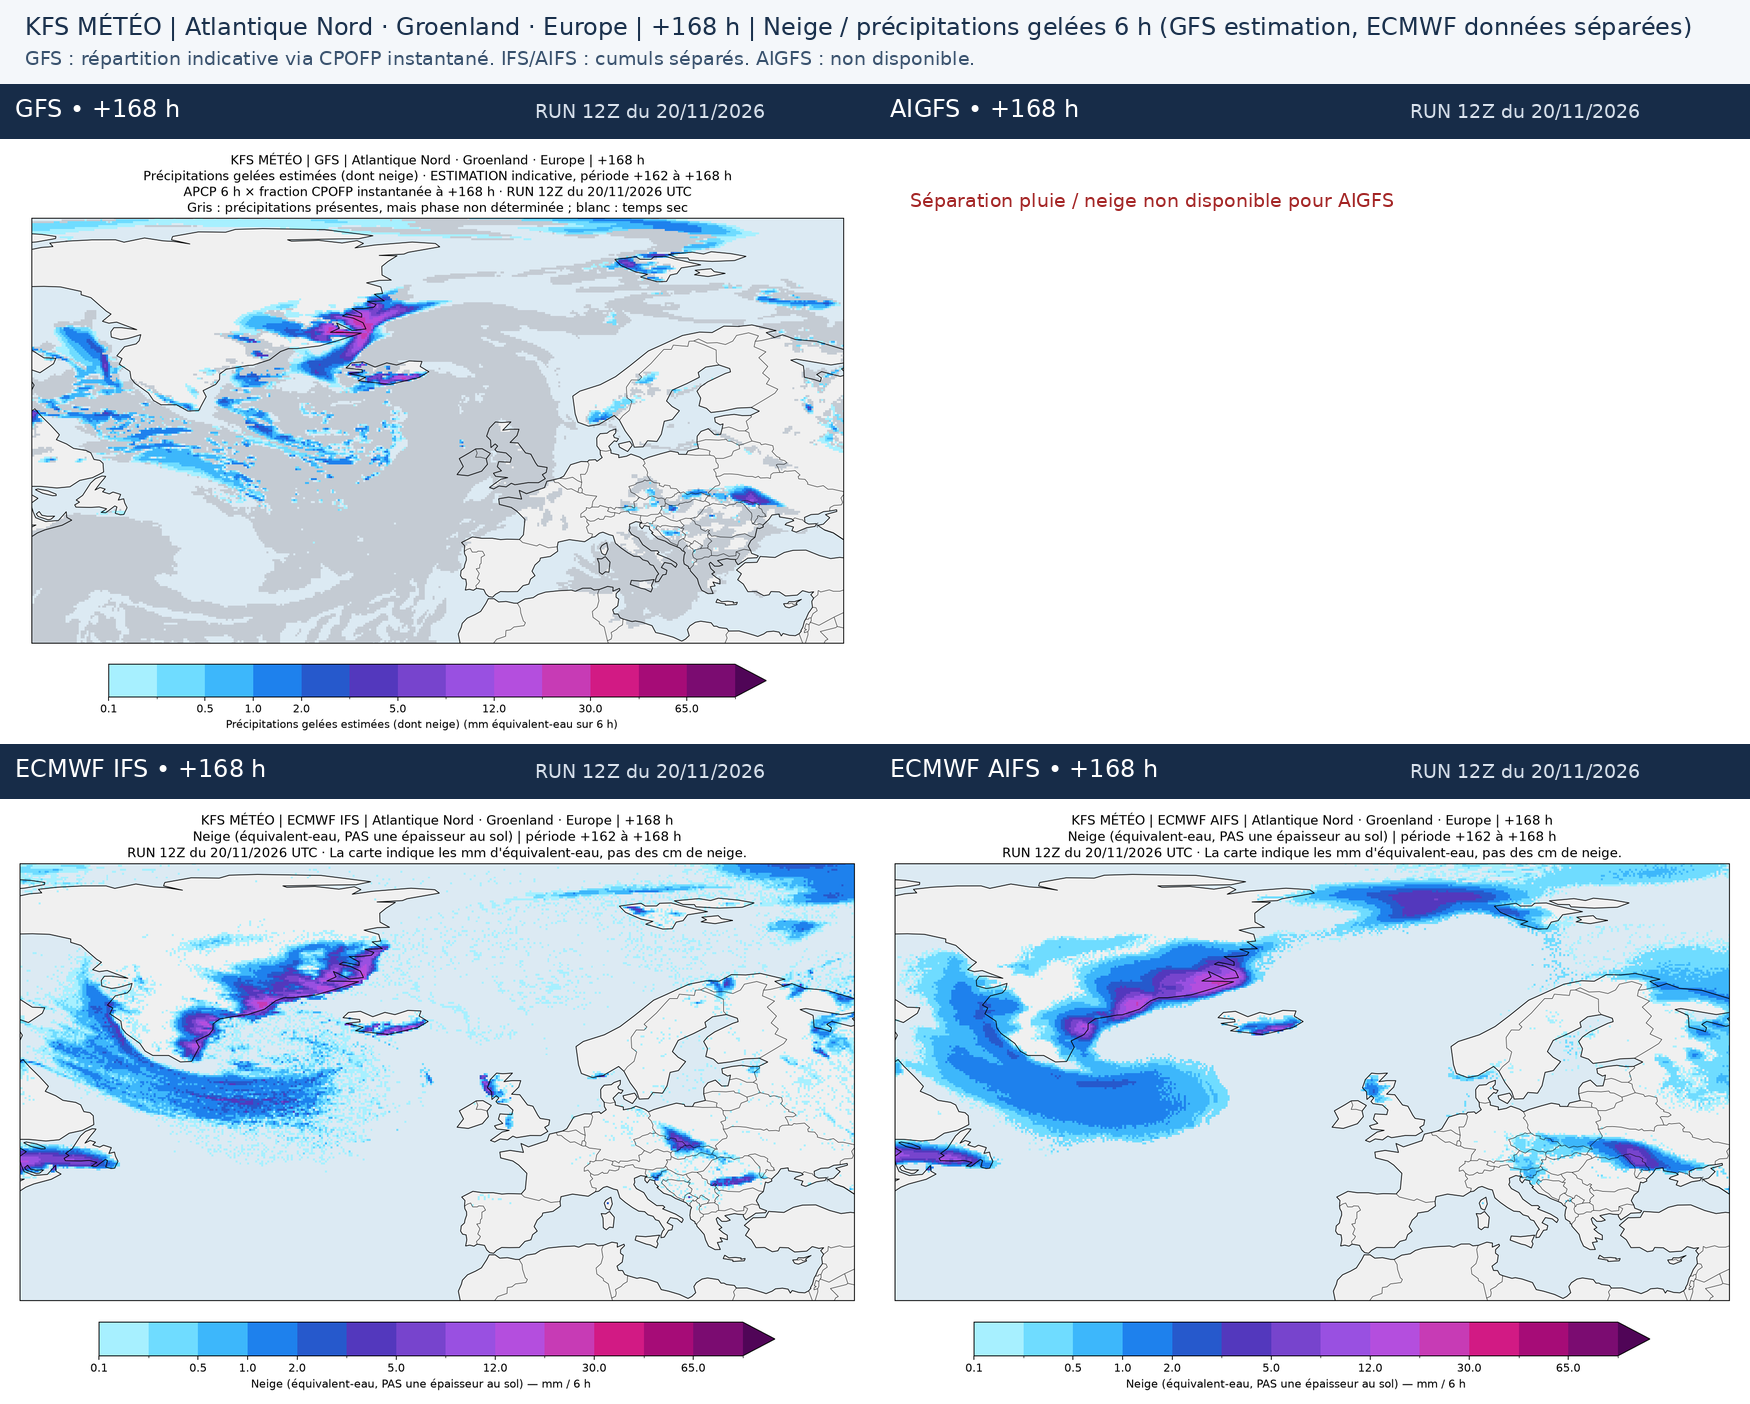 KFS MÉTÉO | Atlantique Nord · Groenland · Europe | +168 h | Neige / précipitations gelées 6 h (GFS estimation, ECMWF données séparées)
GFS : répartition indicative via CPOFP instantané. IFS/AIFS : cumuls séparés. AIGFS : non disponible.
GFS • +168 h
RUN 12Z du 20/11/2026
AIGFS • +168 h
RUN 12Z du 20/11/2026
KFS MÉTÉO | GFS | Atlantique Nord · Groenland · Europe | +168 h
Précipitations gelées estimées (dont neige) · ESTIMATION indicative, période +162 à +168 h
APCP 6 h × fraction CPOFP instantanée à +168 h · RUN 12Z du 20/11/2026 UTC
Gris : précipitations présentes, mais phase non déterminée ; blanc : temps sec
Séparation pluie / neige non disponible pour AIGFS
0.1 0.5 1.0 2.0 5.0 12.0 30.0 65.0
Précipitations gelées estimées (dont neige) (mm équivalent-eau sur 6 h)
ECMWF IFS • +168 h
RUN 12Z du 20/11/2026
ECMWF AIFS • +168 h
RUN 12Z du 20/11/2026
KFS MÉTÉO | ECMWF IFS | Atlantique Nord · Groenland · Europe | +168 h
Neige (équivalent-eau, PAS une épaisseur au sol) | période +162 à +168 h
RUN 12Z du 20/11/2026 UTC · La carte indique les mm d'équivalent-eau, pas des cm de neige.
KFS MÉTÉO | ECMWF AIFS | Atlantique Nord · Groenland · Europe | +168 h
Neige (équivalent-eau, PAS une épaisseur au sol) | période +162 à +168 h
RUN 12Z du 20/11/2026 UTC · La carte indique les mm d'équivalent-eau, pas des cm de neige.
0.1 0.5 1.0 2.0 5.0 12.0 30.0 65.0
Neige (équivalent-eau, PAS une épaisseur au sol) — mm / 6 h
0.1 0.5 1.0 2.0 5.0 12.0 30.0 65.0
Neige (équivalent-eau, PAS une épaisseur au sol) — mm / 6 h